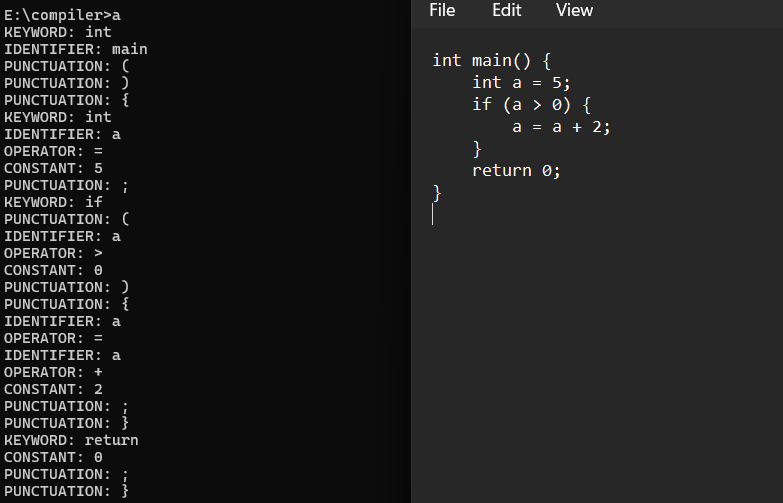 E:\compiler>a
KEYWORD: int
IDENTIFIER: main
PUNCTUATION: (
PUNCTUATION: )
PUNCTUATION: {
KEYWORD: int
IDENTIFIER: a
OPERATOR: =
CONSTANT: 5
PUNCTUATION: ;
KEYWORD: if
PUNCTUATION: (
IDENTIFIER: a
OPERATOR: >
CONSTANT: 0
PUNCTUATION: )
PUNCTUATION: {
IDENTIFIER: a
OPERATOR: =
IDENTIFIER: a
OPERATOR: +
CONSTANT: 2
PUNCTUATION: ;
PUNCTUATION: }
KEYWORD: return
CONSTANT: 0
PUNCTUATION: ;
PUNCTUATION: }
File Edit View
int main() {
    int a = 5;
    if (a > 0) {
        a = a + 2;
    }
    return 0;
}